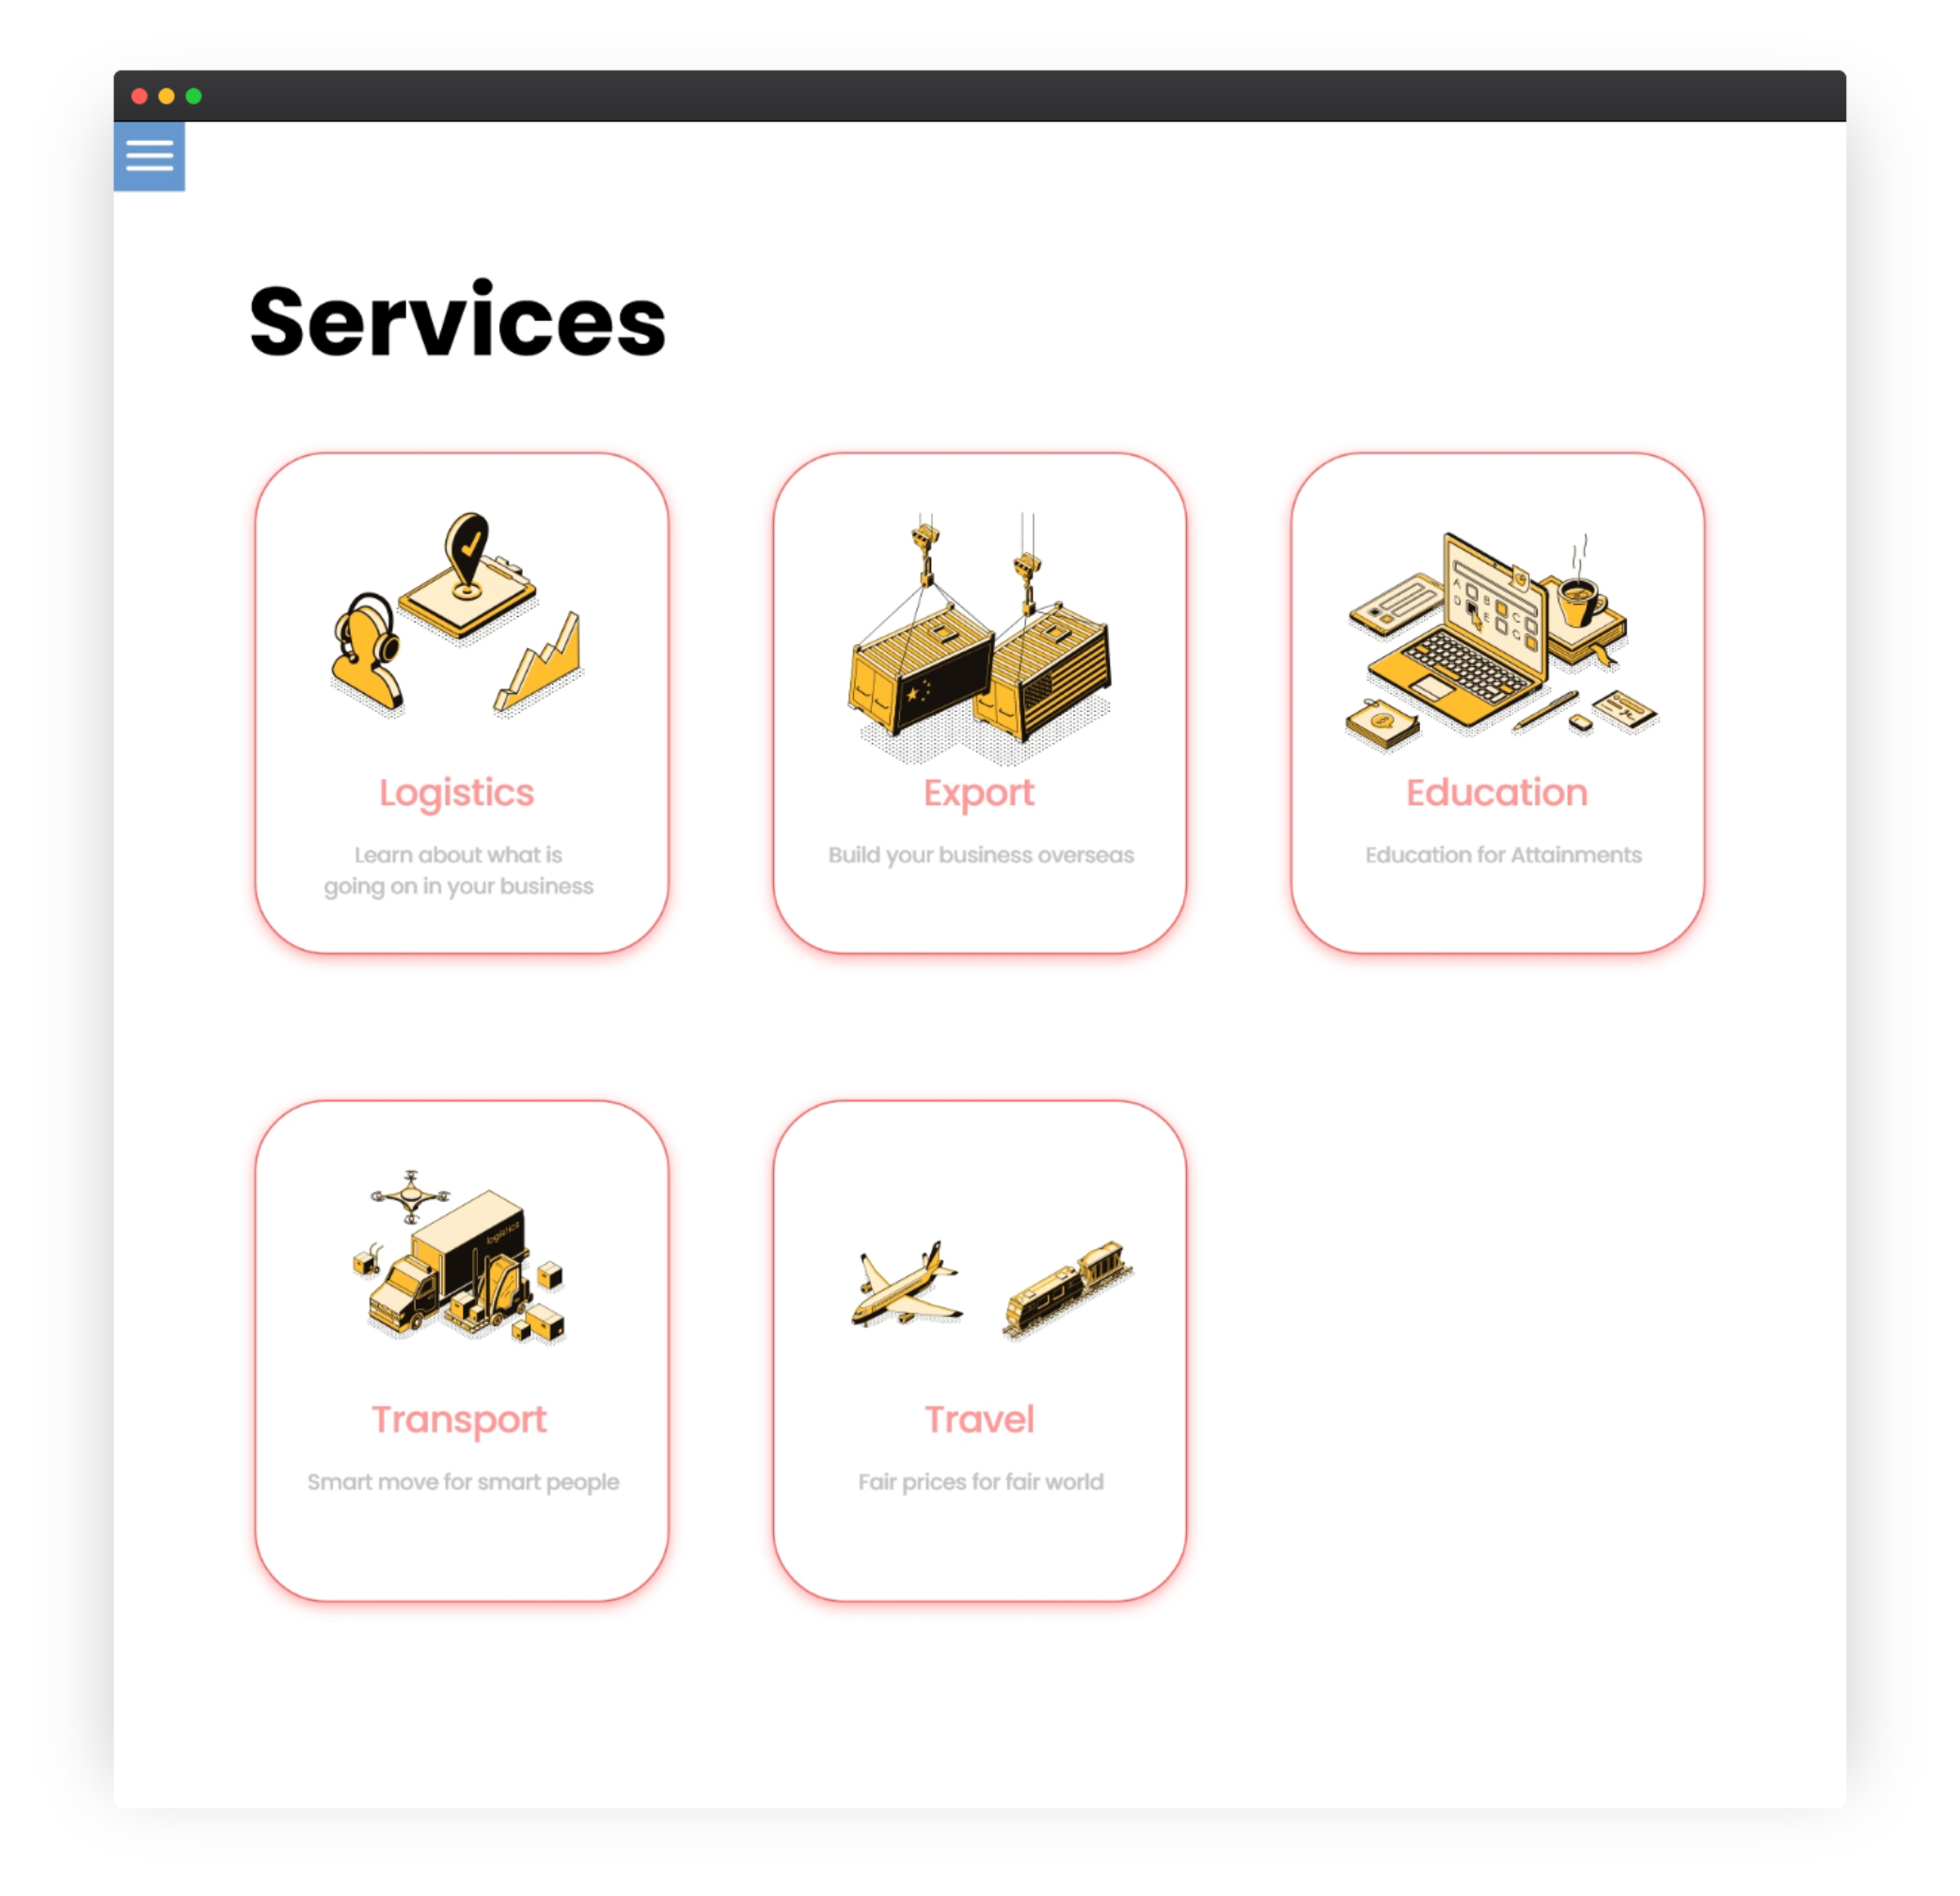 Services
Logistics
Learn about what is
going on in your business
Export
Build your business overseas
A
B
C
D
E
G
Education
Education for Attainments
logistics
Transport
Smart move for smart people
Travel
Fair prices for fair world